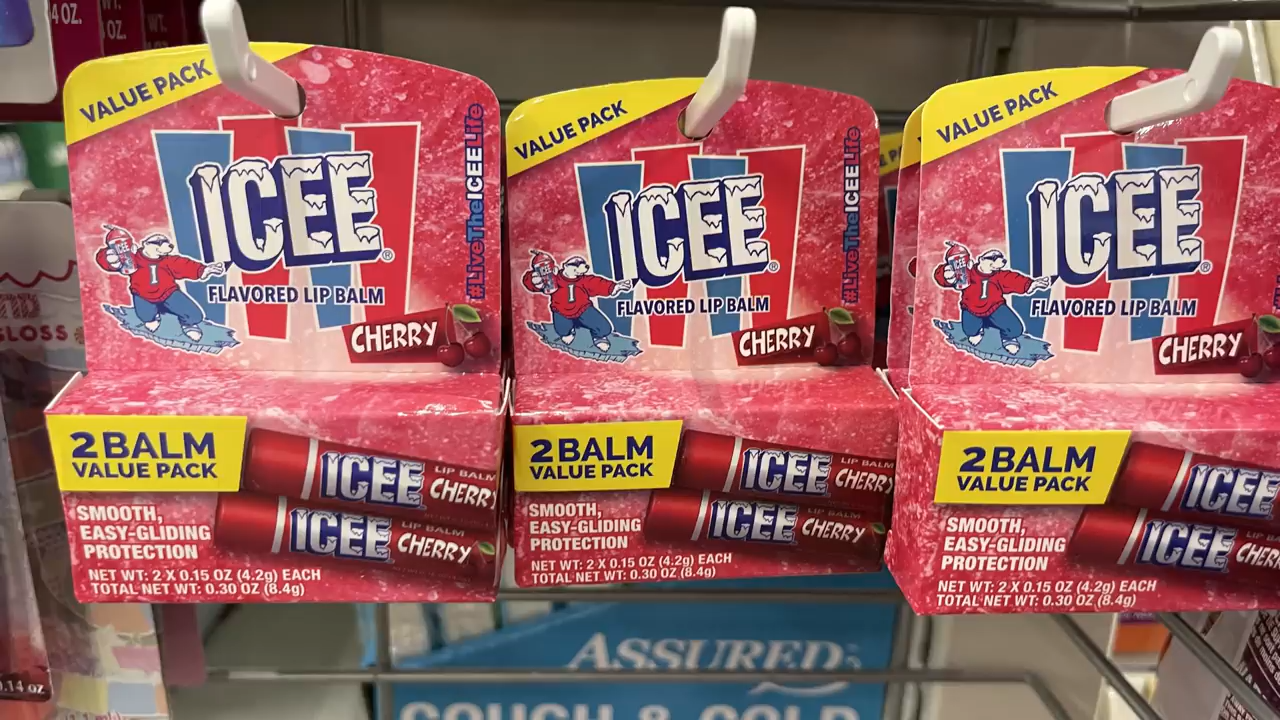 4 OZ.
OZ.
WT.
VALUE PACK
ICEE
I
ICEE®
FLAVORED LIP BALM
CHERRY
#LiveTheICEELife
2 BALM
VALUE PACK
ICEE LIP BALM
CHERRY
ICEE LIP BALM
CHERRY
SMOOTH,
EASY-GLIDING
PROTECTION
NET WT: 2 X 0.15 OZ (4.2g) EACH
TOTAL NET WT: 0.30 OZ (8.4g)
VALUE PACK
ICEE
I
ICEE®
FLAVORED LIP BALM
CHERRY
#LiveTheICEELife
2 BALM
VALUE PACK
ICEE LIP BALM
CHERRY
ICEE LIP BALM
CHERRY
SMOOTH,
EASY-GLIDING
PROTECTION
NET WT: 2 X 0.15 OZ (4.2g) EACH
TOTAL NET WT: 0.30 OZ (8.4g)
VALUE PACK
ICEE
I
ICEE®
FLAVORED LIP BALM
CHERRY
2 BALM
VALUE PACK
ICEE
ICEE
CHER
SMOOTH,
EASY-GLIDING
PROTECTION
NET WT: 2 X 0.15 OZ (4.2g) EACH
TOTAL NET WT: 0.30 OZ (8.4g)
GLOSS
0.14 OZ
ASSURED
COUGH & COLD